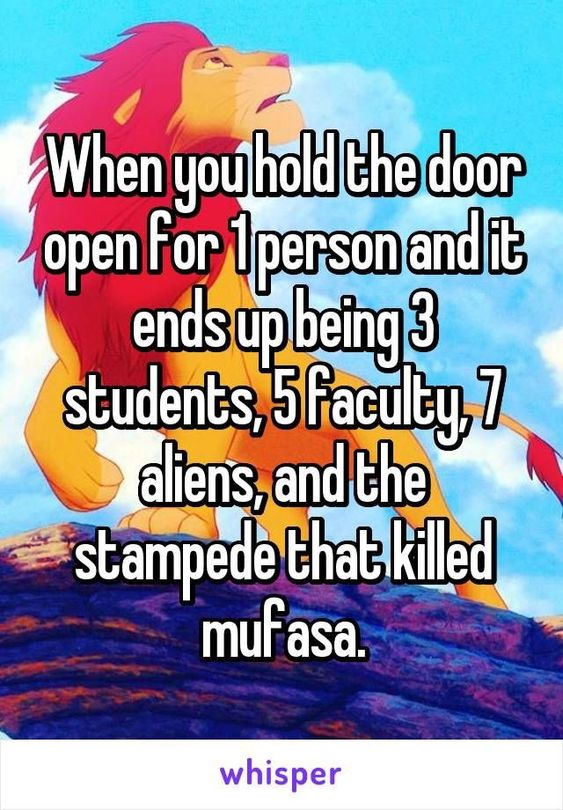 When you hold the door
open for 1 person and it
ends up being 3
students, 5 faculty, 7
aliens, and the
stampede that killed
mufasa.
whisper